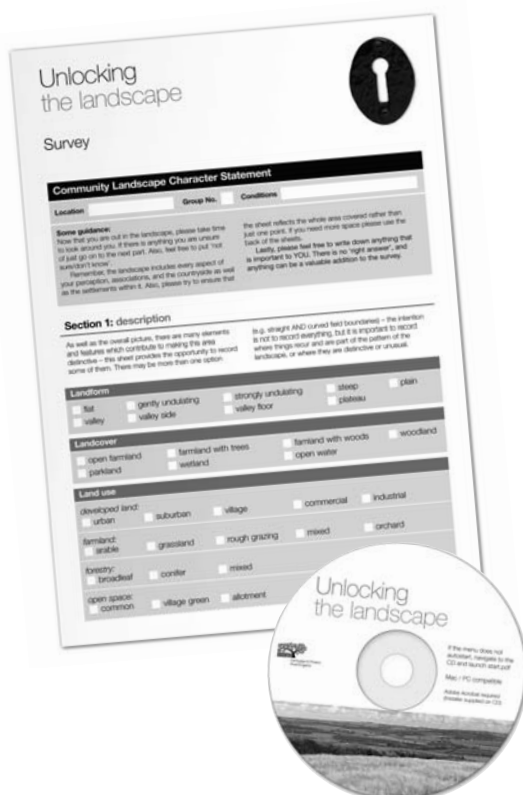 Unlocking
the landscape
Survey
Community Landscape Character Statement
Location Group No. Conditions
Some guidance:
Now that you are out in the landscape, please take time
to look around you. If there is anything you are unsure
of just go on to the next part. Also, feel free to put 'not
sure/don't know'.
Remember, the landscape includes every aspect of
your perception, associations, and the countryside as well
as the settlements within it. Also, please try to ensure that
the sheet reflects the whole area covered rather than
just one point. If you need more space please use the
back of the sheets.
Lastly, please feel free to write down anything that
is important to YOU. There is no 'right answer', and
anything can be a valuable addition to the survey.
Section 1: description
As well as the overall picture, there are many elements
and features which contribute to making this area
distinctive – this sheet provides the opportunity to record
some of them. There may be more than one option
(e.g. straight AND curved field boundaries) – the intention
is not to record everything, but it is important to record
where things recur and are part of the pattern of the
landscape, or where they are distinctive or unusual.
Landform
flat gently undulating strongly undulating steep plain
valley valley side valley floor plateau
Landcover
open farmland farmland with trees farmland with woods woodland
parkland wetland open water
Land use
developed land:
urban suburban village commercial industrial
farmland:
arable grassland rough grazing mixed orchard
forestry:
broadleaf conifer mixed
open space:
common village green allotment
Unlocking
the landscape
If the menu does not
autostart, navigate to the
CD and launch start.pdf
Mac / PC compatible
Adobe Acrobat required
(installer supplied on CD)